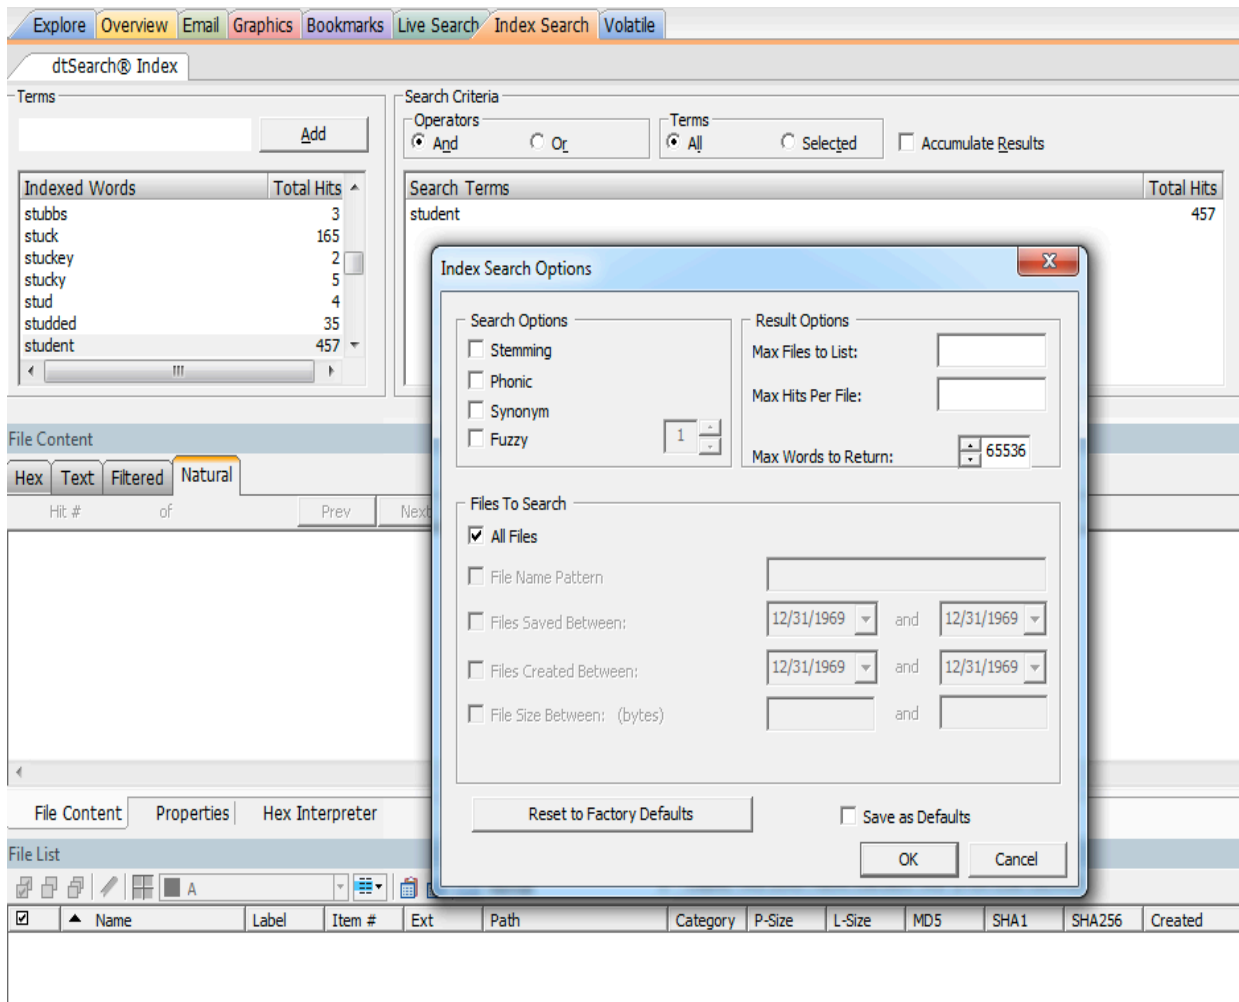 Explore Overview Email Graphics Bookmarks Live Search Index Search Volatile
dtSearch® Index
Terms
Add
Indexed Words Total Hits
stubbs 3
stuck 165
stuckey 2
stucky 5
stud 4
studded 35
student 457
Search Criteria
Operators
And Or
Terms
All Selected
Accumulate Results
Search Terms Total Hits
student 457
Index Search Options
X
Search Options
Stemming
Phonic
Synonym
Fuzzy 1
Result Options
Max Files to List:
Max Hits Per File:
Max Words to Return: 65536
Files To Search
All Files
File Name Pattern
Files Saved Between: 12/31/1969 and 12/31/1969
Files Created Between: 12/31/1969 and 12/31/1969
File Size Between: (bytes) and
Reset to Factory Defaults Save as Defaults
OK Cancel
File Content
Hex Text Filtered Natural
Hit # of Prev Next
File Content Properties Hex Interpreter
File List
A
Name Label Item # Ext Path Category P-Size L-Size MD5 SHA1 SHA256 Created